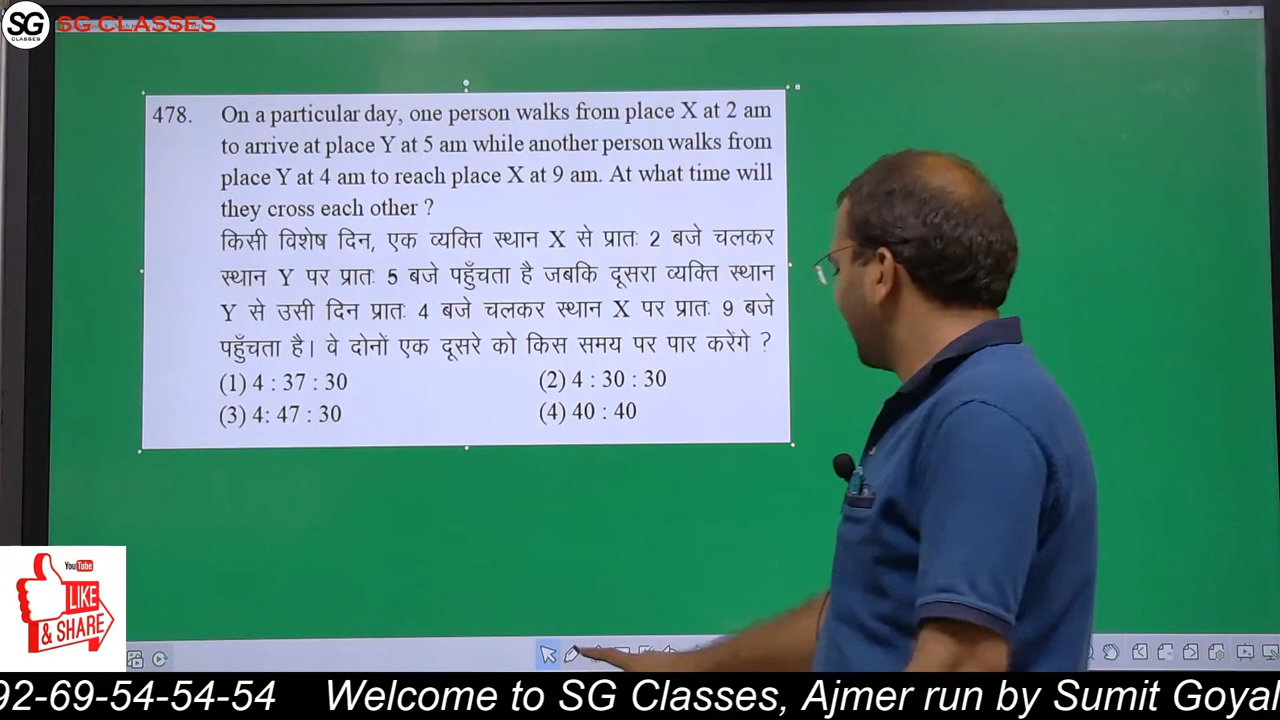 SG
CLASSES
SG CLASSES
478. On a particular day, one person walks from place X at 2 am
to arrive at place Y at 5 am while another person walks from
place Y at 4 am to reach place X at 9 am. At what time will
they cross each other ?
किसी विशेष दिन, एक व्यक्ति स्थान X से प्रातः 2 बजे चलकर
स्थान Y पर प्रातः 5 बजे पहुँचता है जबकि दूसरा व्यक्ति स्थान
Y से उसी दिन प्रातः 4 बजे चलकर स्थान X पर प्रातः 9 बजे
पहुँचता है। वे दोनों एक दूसरे को किस समय पर पार करेंगे ?
(1) 4 : 37 : 30 (2) 4 : 30 : 30
(3) 4: 47 : 30 (4) 40 : 40
YouTube
LIKE
& SHARE
92-69-54-54-54 Welcome to SG Classes, Ajmer run by Sumit Goyal